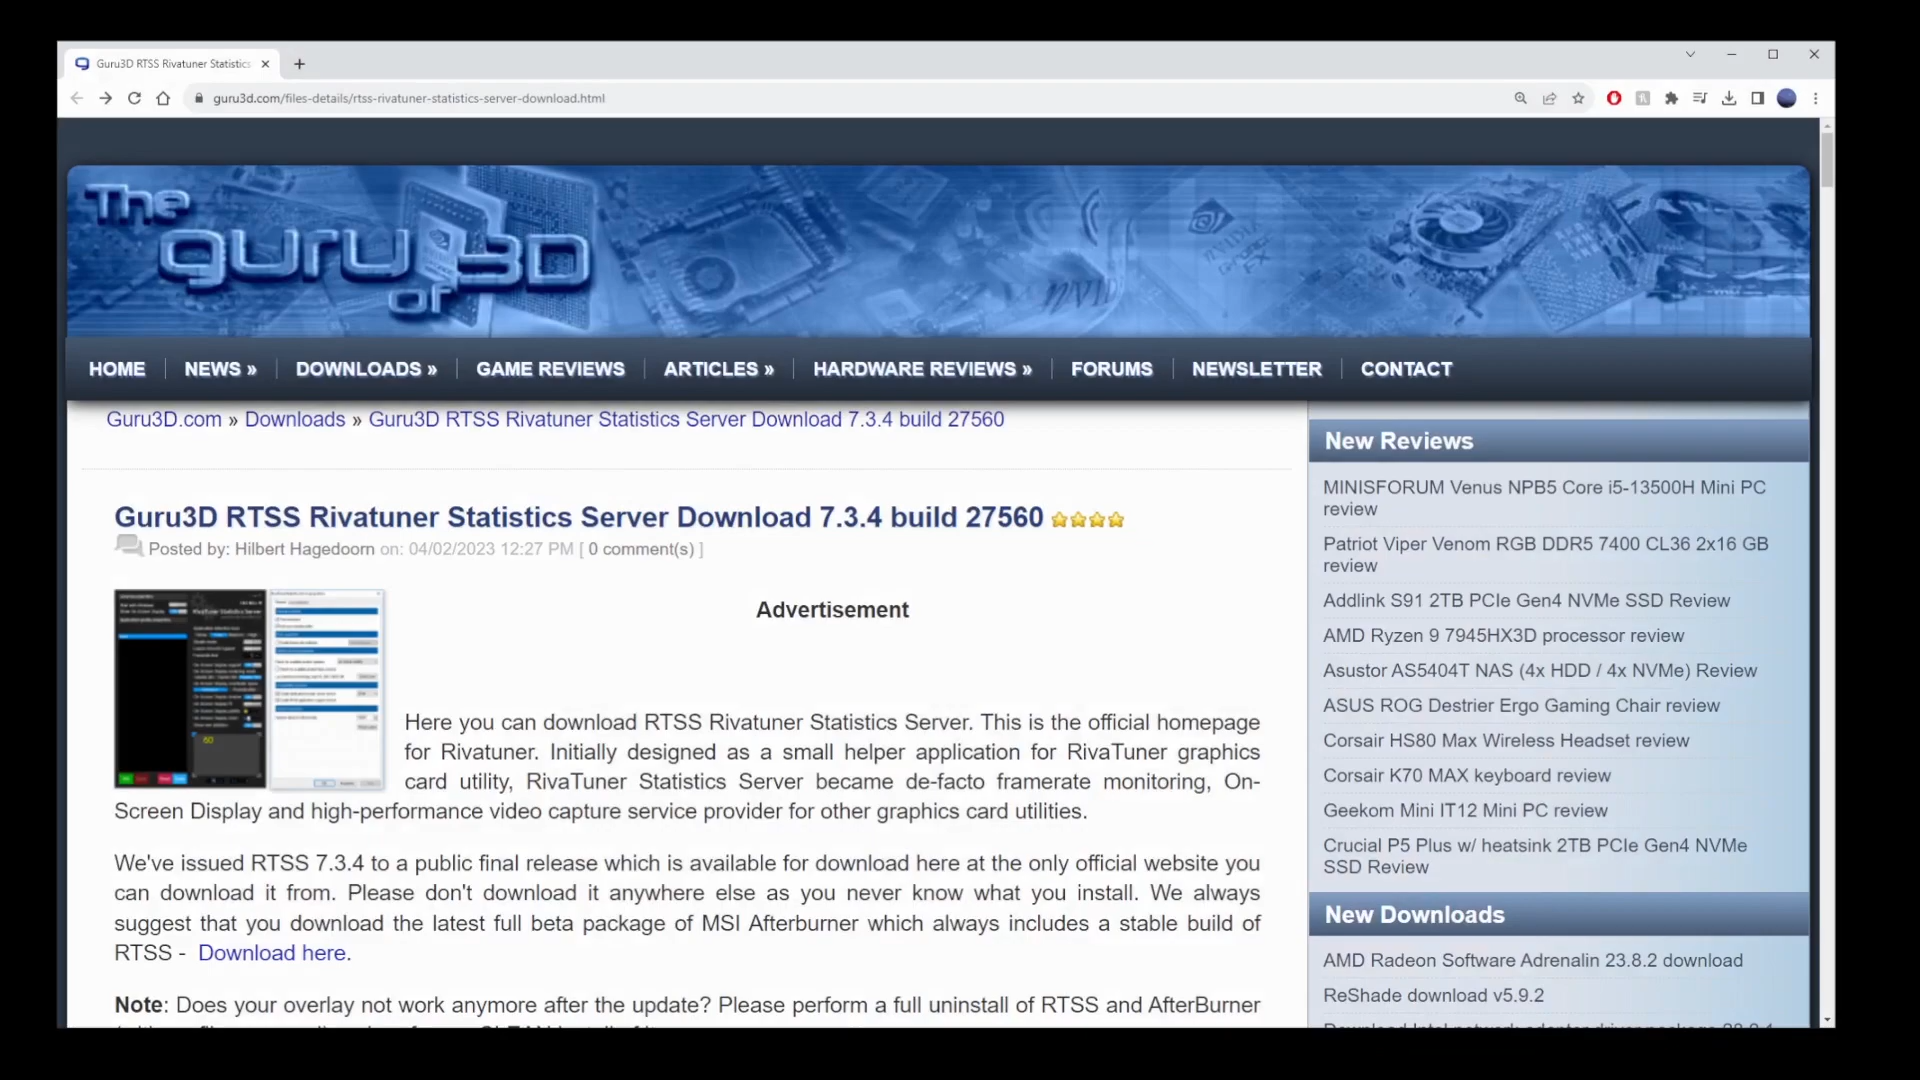 Guru3D RTSS Rivatuner Statistics
guru3d.com/files-details/rtss-rivatuner-statistics-server-download.html
The
guru
of
3D
HOME
NEWS »
DOWNLOADS »
GAME REVIEWS
ARTICLES »
HARDWARE REVIEWS »
FORUMS
NEWSLETTER
CONTACT
Guru3D.com » Downloads » Guru3D RTSS Rivatuner Statistics Server Download 7.3.4 build 27560
Guru3D RTSS Rivatuner Statistics Server Download 7.3.4 build 27560
Posted by: Hilbert Hagedoorn on: 04/02/2023 12:27 PM [ 0 comment(s) ]
Advertisement
Here you can download RTSS Rivatuner Statistics Server. This is the official homepage
for Rivatuner. Initially designed as a small helper application for RivaTuner graphics
card utility, RivaTuner Statistics Server became de-facto framerate monitoring, On-
Screen Display and high-performance video capture service provider for other graphics card utilities.
We've issued RTSS 7.3.4 to a public final release which is available for download here at the only official website you
can download it from. Please don't download it anywhere else as you never know what you install. We always
suggest that you download the latest full beta package of MSI Afterburner which always includes a stable build of
RTSS - Download here.
Note: Does your overlay not work anymore after the update? Please perform a full uninstall of RTSS and AfterBurner
New Reviews
MINISFORUM Venus NPB5 Core i5-13500H Mini PC
review
Patriot Viper Venom RGB DDR5 7400 CL36 2x16 GB
review
Addlink S91 2TB PCIe Gen4 NVMe SSD Review
AMD Ryzen 9 7945HX3D processor review
Asustor AS5404T NAS (4x HDD / 4x NVMe) Review
ASUS ROG Destrier Ergo Gaming Chair review
Corsair HS80 Max Wireless Headset review
Corsair K70 MAX keyboard review
Geekom Mini IT12 Mini PC review
Crucial P5 Plus w/ heatsink 2TB PCIe Gen4 NVMe
SSD Review
New Downloads
AMD Radeon Software Adrenalin 23.8.2 download
ReShade download v5.9.2